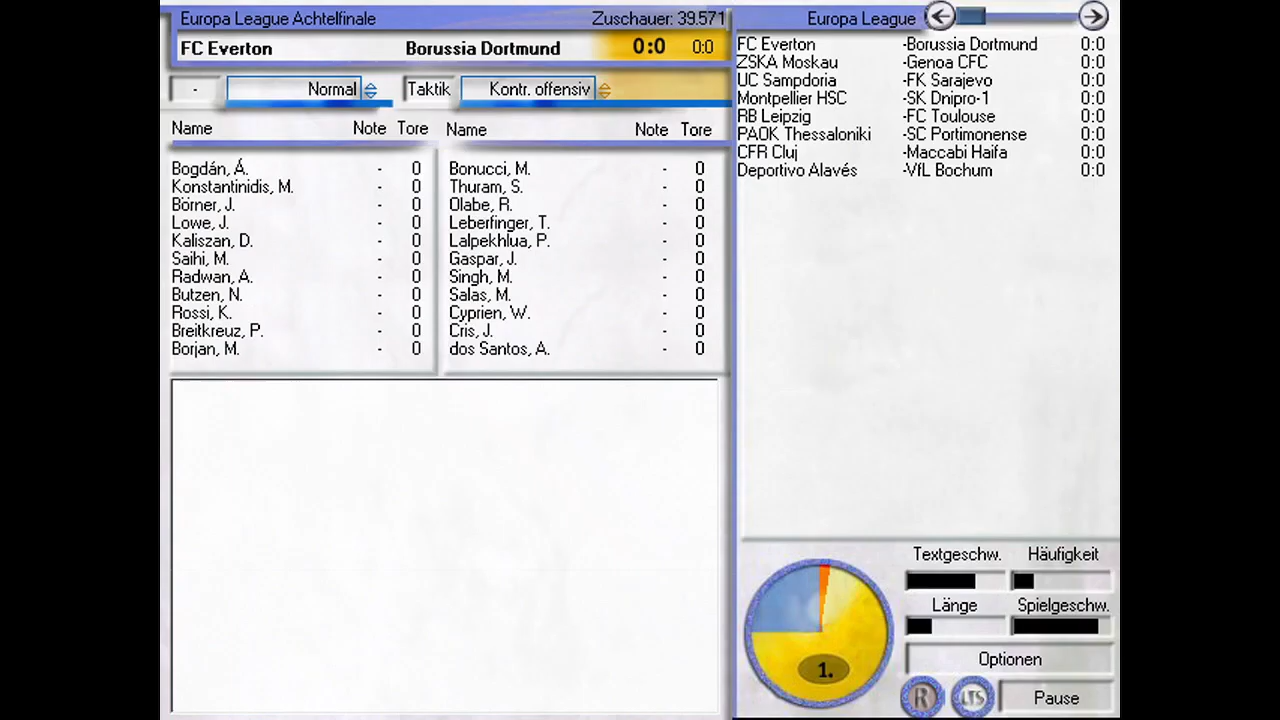 Europa League Achtelfinale Zuschauer: 39.571
FC Everton Borussia Dortmund 0:0 0:0
- Normal Taktik Kontr. offensiv
Name Note Tore Name Note Tore
Bogdán, Á. - 0 Bonucci, M. - 0
Konstantinidis, M. - 0 Thuram, S. - 0
Börner, J. - 0 Olabe, R. - 0
Lowe, J. - 0 Leberfinger, T. - 0
Kaliszan, D. - 0 Lalpekhlua, P. - 0
Saihi, M. - 0 Gaspar, J. - 0
Radwan, A. - 0 Singh, M. - 0
Butzen, N. - 0 Salas, M. - 0
Rossi, K. - 0 Cyprien, W. - 0
Breitkreuz, P. - 0 Cris, J. - 0
Borjan, M. - 0 dos Santos, A. - 0
Europa League
FC Everton -Borussia Dortmund 0:0
ZSKA Moskau -Genoa CFC 0:0
UC Sampdoria -FK Sarajevo 0:0
Montpellier HSC -SK Dnipro-1 0:0
RB Leipzig -FC Toulouse 0:0
PAOK Thessaloniki -SC Portimonense 0:0
CFR Cluj -Maccabi Haifa 0:0
Deportivo Alavés -VfL Bochum 0:0
Textgeschw. Häufigkeit
Länge Spielgeschw.
1.
Optionen
R LTS Pause